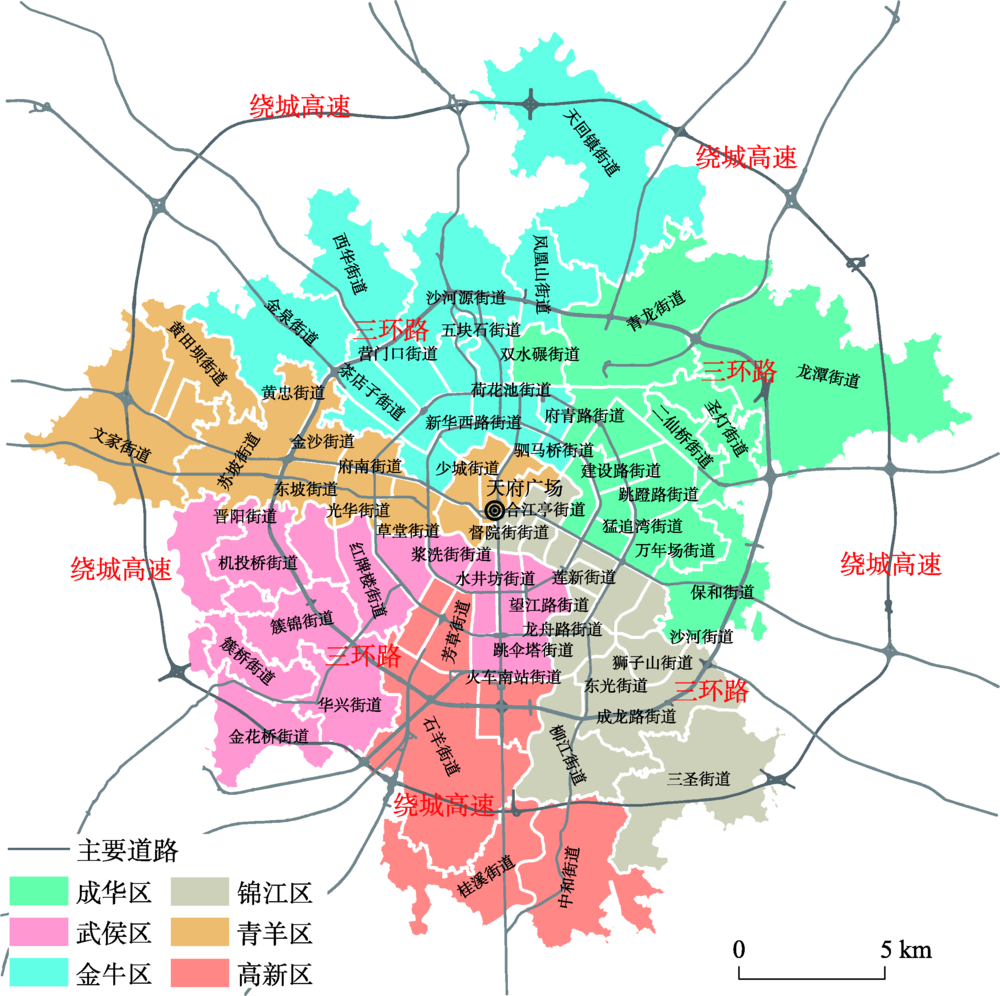 绕城高速
天回镇街道
绕城高速
西华街道
凤凰山街道
金泉街道
沙河源街道
青龙街道
三环路
五块石街道
黄田坝街道
营门口街道
双水碾街道
龙潭街道
三环路
黄忠街道
茶店子街道
荷花池街道
圣灯街道
二仙桥街道
新华西路街道
府青路街道
文家街道
金沙街道
苏坡街道
驷马桥街道
府南街道
少城街道
建设路街道
东坡街道
天府广场
跳蹬路街道
晋阳街道
光华街道
合江亭街道
草堂街道
督院街街道
猛追湾街道
浆洗街街道
万年场街道
绕城高速
机投桥街道
红牌楼街道
水井坊街道
莲新街道
绕城高速
保和街道
望江路街道
簇锦街道
芳草街道
龙舟路街道
沙河街道
三环路
跳伞塔街道
簇桥街道
狮子山街道
火车南站街道
东光街道
三环路
华兴街道
成龙路街道
金花桥街道
石羊街道
柳江街道
三圣街道
绕城高速
桂溪街道
中和街道
主要道路
成华区
锦江区
武侯区
青羊区
金牛区
高新区
0
5 km